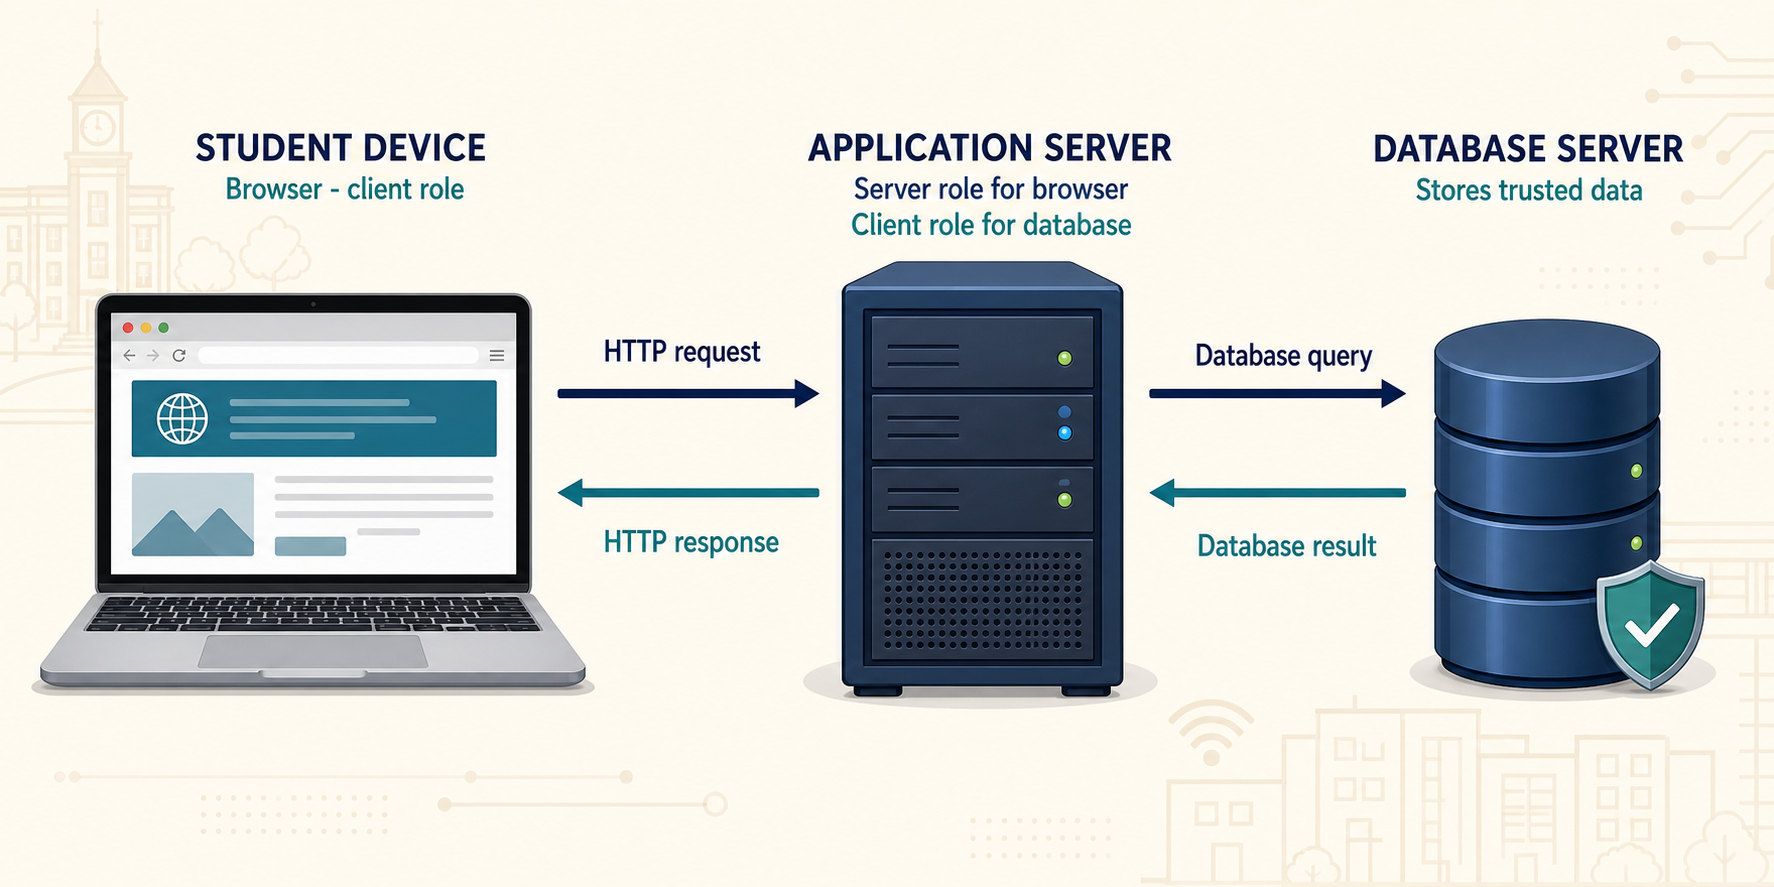 STUDENT DEVICE
Browser - client role
APPLICATION SERVER
Server role for browser
Client role for database
DATABASE SERVER
Stores trusted data
HTTP request
HTTP response
Database query
Database result